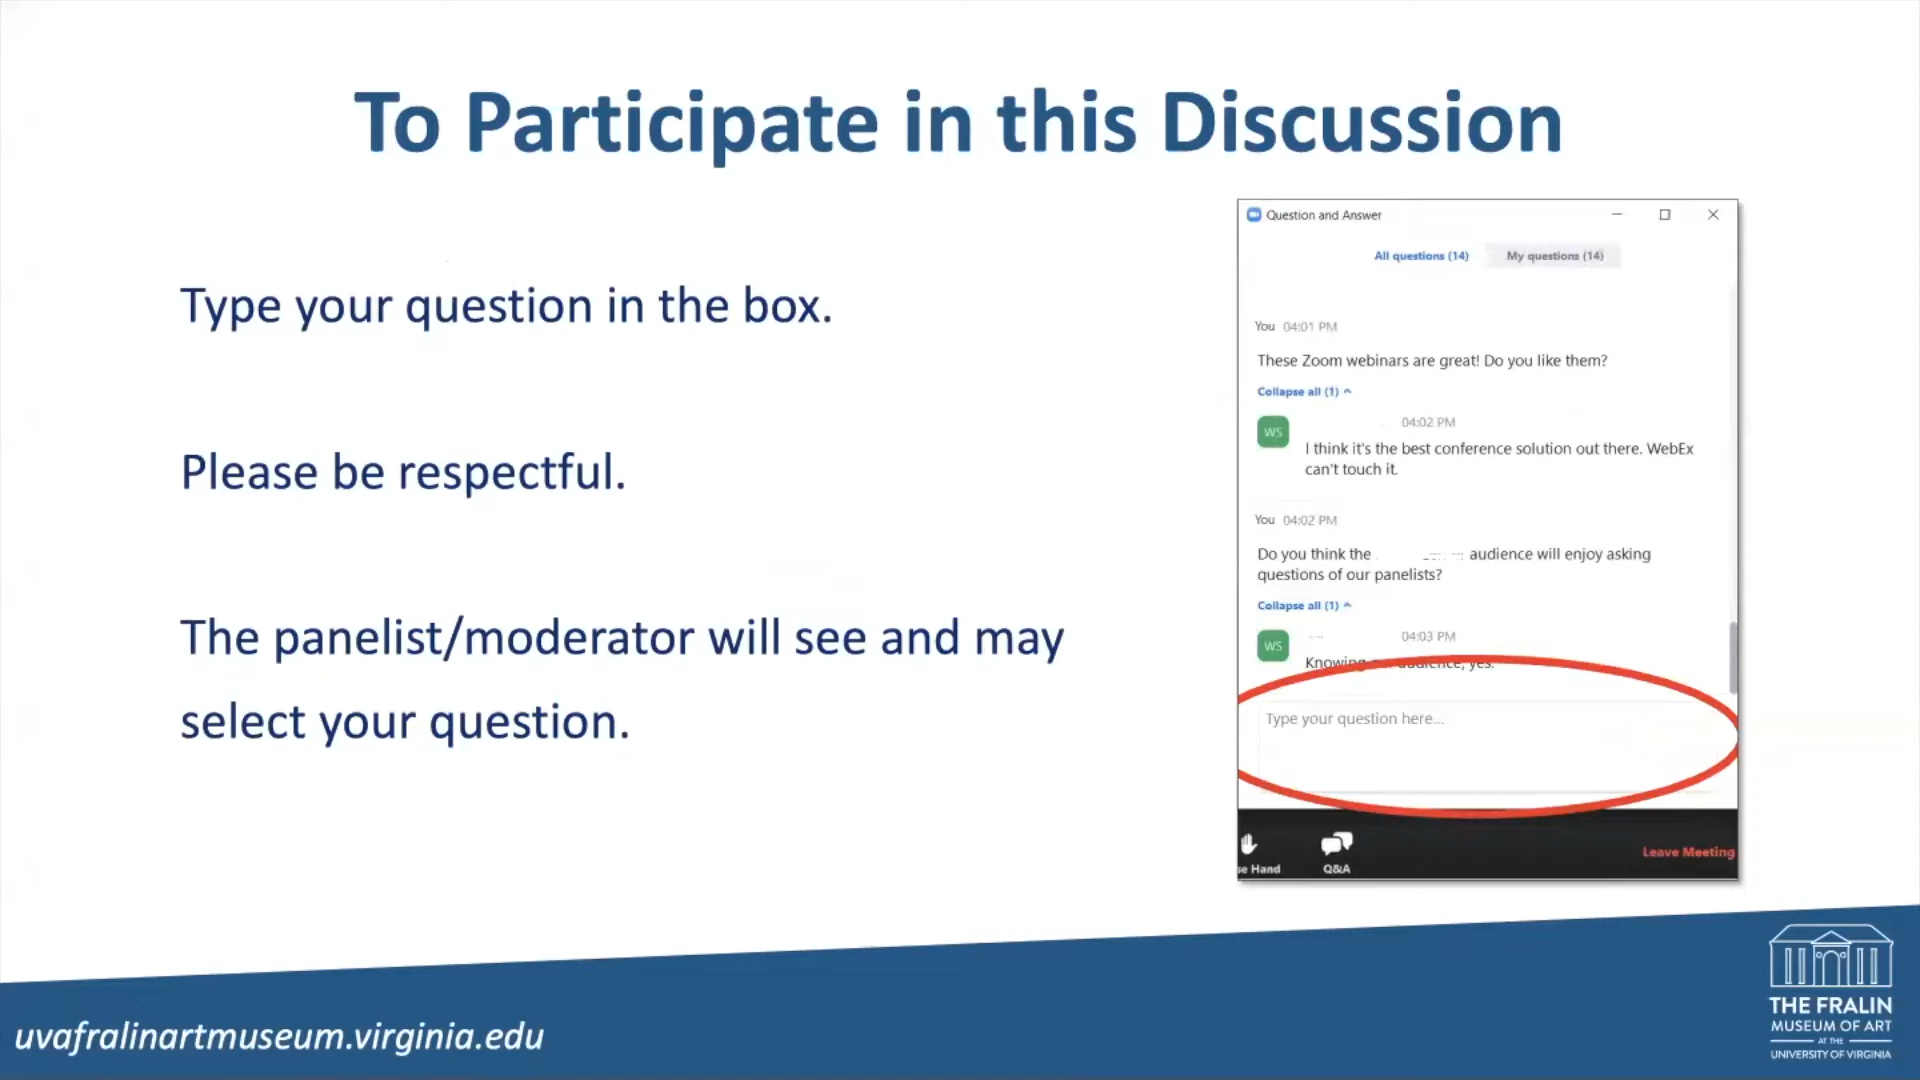 To Participate in this Discussion
Type your question in the box.
Please be respectful.
The panelist/moderator will see and may
select your question.
Question and Answer
All questions (14) My questions (14)
You 04:01 PM
These Zoom webinars are great! Do you like them?
Collapse all (1)
WS 04:02 PM
I think it's the best conference solution out there. WebEx
can't touch it.
You 04:02 PM
Do you think the audience will enjoy asking
questions of our panelists?
Collapse all (1)
WS 04:03 PM
Knowing our audience, yes.
Type your question here...
se Hand Q&A Leave Meeting
uvafralinartmuseum.virginia.edu
THE FRALIN
MUSEUM OF ART
AT THE
UNIVERSITY OF VIRGINIA